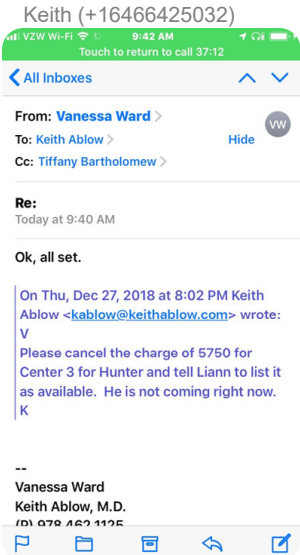 Keith (+16466425032)
VZW Wi-Fi 9:42 AM
Touch to return to call 37:12
All Inboxes
From: Vanessa Ward
VW
To: Keith Ablow
Hide
Cc: Tiffany Bartholomew
Re:
Today at 9:40 AM
Ok, all set.
On Thu, Dec 27, 2018 at 8:02 PM Keith
Ablow <kablow@keithablow.com> wrote:
V
Please cancel the charge of 5750 for
Center 3 for Hunter and tell Liann to list it
as available. He is not coming right now.
K
--
Vanessa Ward
Keith Ablow, M.D.
(P) 978 462 1125